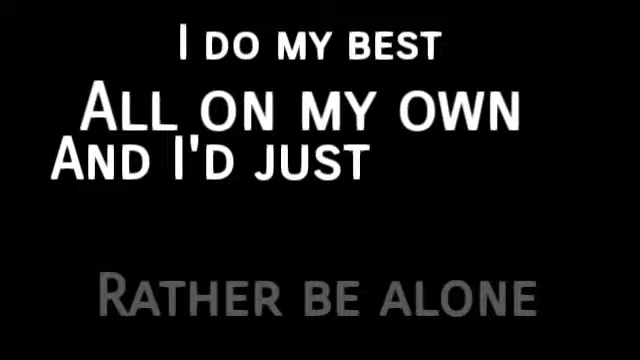 I DO MY BEST
ALL ON MY OWN
AND I'D JUST
RATHER BE ALONE